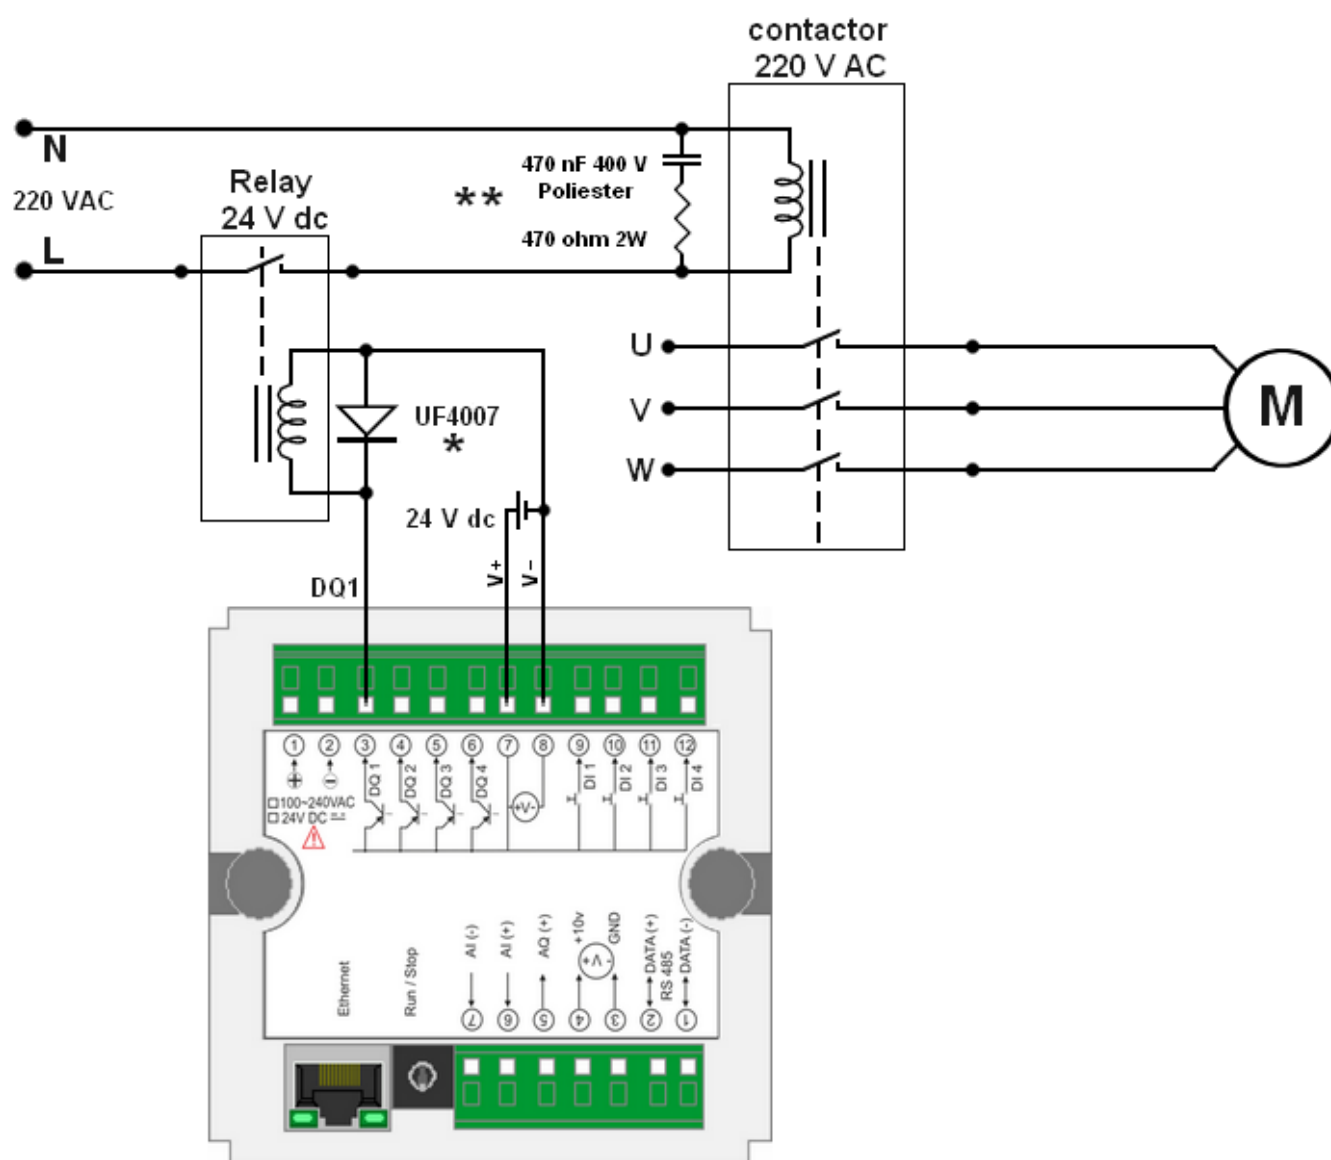 contactor
220 V AC
N
220 VAC
L
Relay
24 V dc
**
470 nF 400 V
Poliester
470 ohm 2W
UF4007
*
24 V dc
V+
V-
DQ1
U
V
W
M
1 2 3 4 5 6 7 8 9 10 11 12
DQ 1
DQ 2
DQ 3
DQ 4
+V-
DI 1
DI 2
DI 3
DI 4
100~240VAC
24V DC
Ethernet
Run / Stop
AI (-)
AI (+)
AQ (+)
+10v
+V-
GND
DATA (+)
RS 485
DATA (-)
7 6 5 4 3 2 1